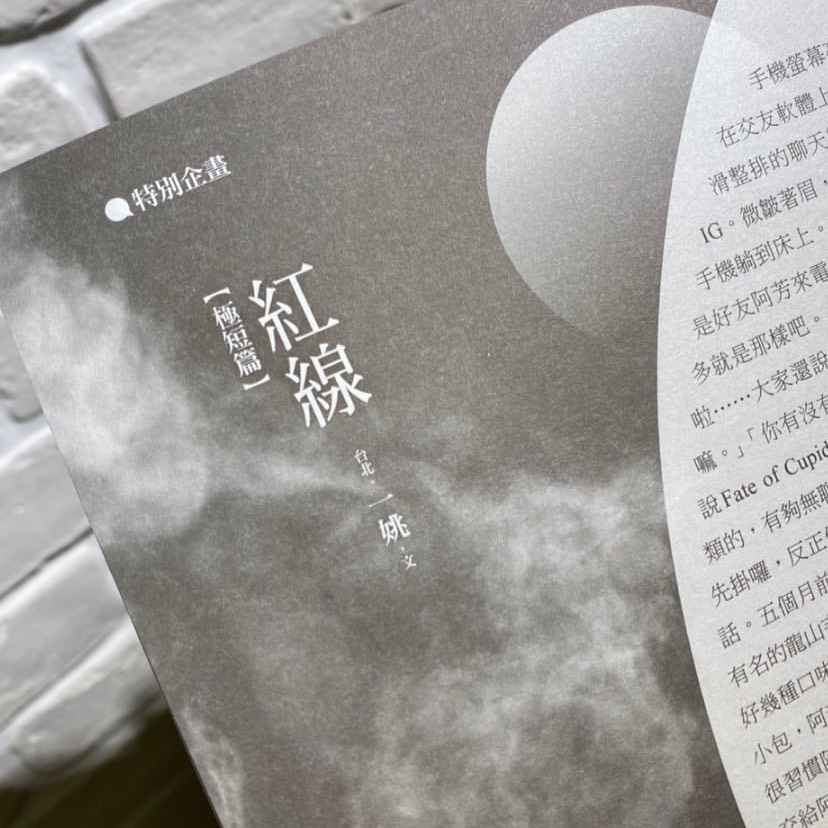 特別企畫
紅線
【極短篇】
台北•一姚•文
手機螢幕
在交友軟體上
滑整排的聊天
IG。微皺著眉，
手機躺到床上。
是好友阿芳來電
多就是那樣吧。
啦……大家還說
嘛。」「你有沒有
說Fate of Cupid
類的，有夠無聊
先掛囉，反正
話。五個月前
有名的龍山寺
好幾種口味
小包，阿
很習慣
交給阿